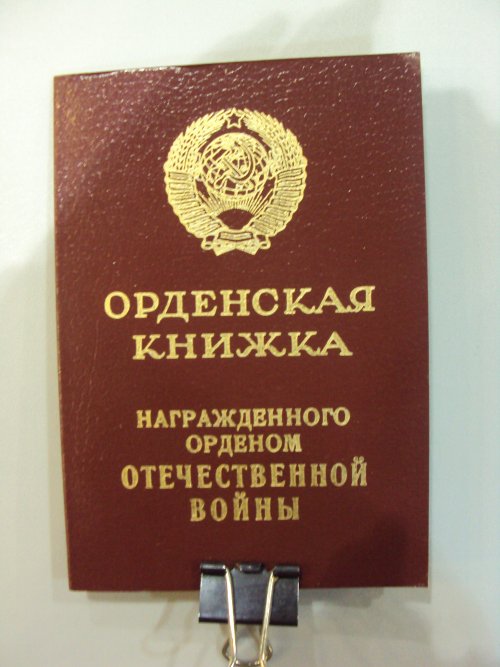 ОРДЕНСКАЯ
КНИЖКА
НАГРАЖДЕННОГО
ОРДЕНОМ
ОТЕЧЕСТВЕННОЙ
ВОЙНЫ